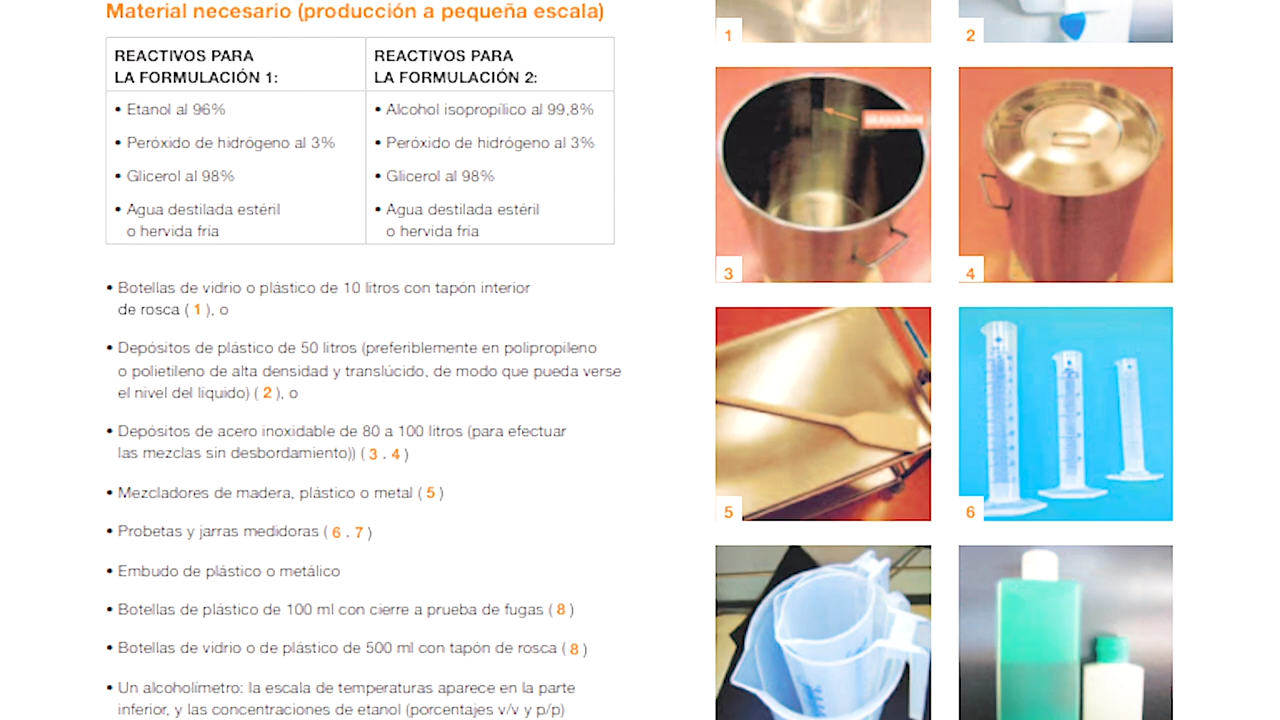 Material necesario (producción a pequeña escala)
REACTIVOS PARA
LA FORMULACIÓN 1:
• Etanol al 96%
• Peróxido de hidrógeno al 3%
• Glicerol al 98%
• Agua destilada estéril
o hervida fría
REACTIVOS PARA
LA FORMULACIÓN 2:
• Alcohol isopropílico al 99,8%
• Peróxido de hidrógeno al 3%
• Glicerol al 98%
• Agua destilada estéril
o hervida fría
• Botellas de vidrio o plástico de 10 litros con tapón interior
de rosca ( 1 ), o
• Depósitos de plástico de 50 litros (preferiblemente en polipropileno
o polietileno de alta densidad y translúcido, de modo que pueda verse
el nivel del líquido) ( 2 ), o
• Depósitos de acero inoxidable de 80 a 100 litros (para efectuar
las mezclas sin desbordamiento)) ( 3 . 4 )
• Mezcladores de madera, plástico o metal ( 5 )
• Probetas y jarras medidoras ( 6 . 7 )
• Embudo de plástico o metálico
• Botellas de plástico de 100 ml con cierre a prueba de fugas ( 8 )
• Botellas de vidrio o de plástico de 500 ml con tapón de rosca ( 8 )
• Un alcoholímetro: la escala de temperaturas aparece en la parte
inferior, y las concentraciones de etanol (porcentajes v/v y p/p)
1
2
3
4
5
6